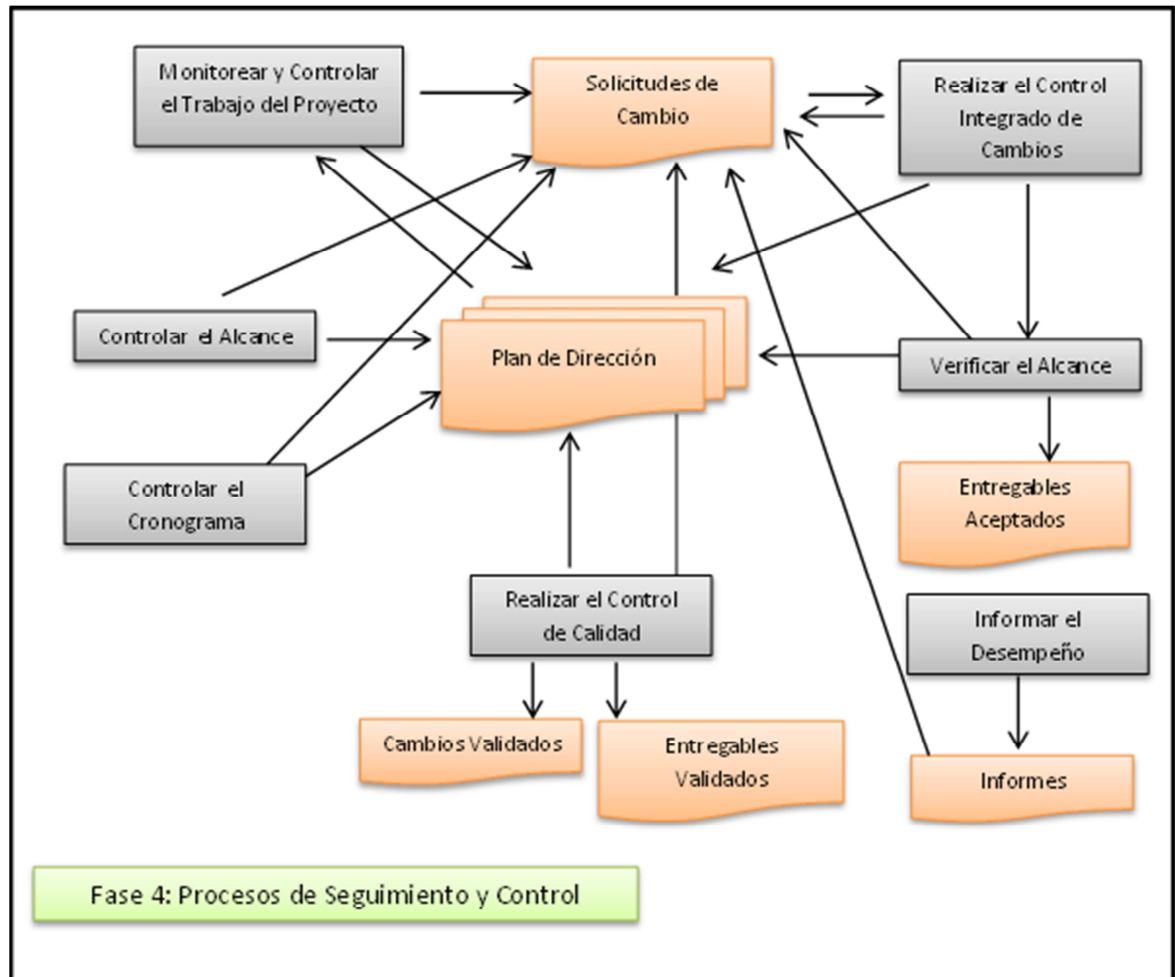 Monitorear y Controlar
el Trabajo del Proyecto
Solicitudes de
Cambio
Realizar el Control
Integrado de
Cambios
Controlar el Alcance
Plan de Dirección
Verificar el Alcance
Controlar el
Cronograma
Entregables
Aceptados
Realizar el Control
de Calidad
Informar el
Desempeño
Cambios Validados
Entregables
Validados
Informes
Fase 4: Procesos de Seguimiento y Control